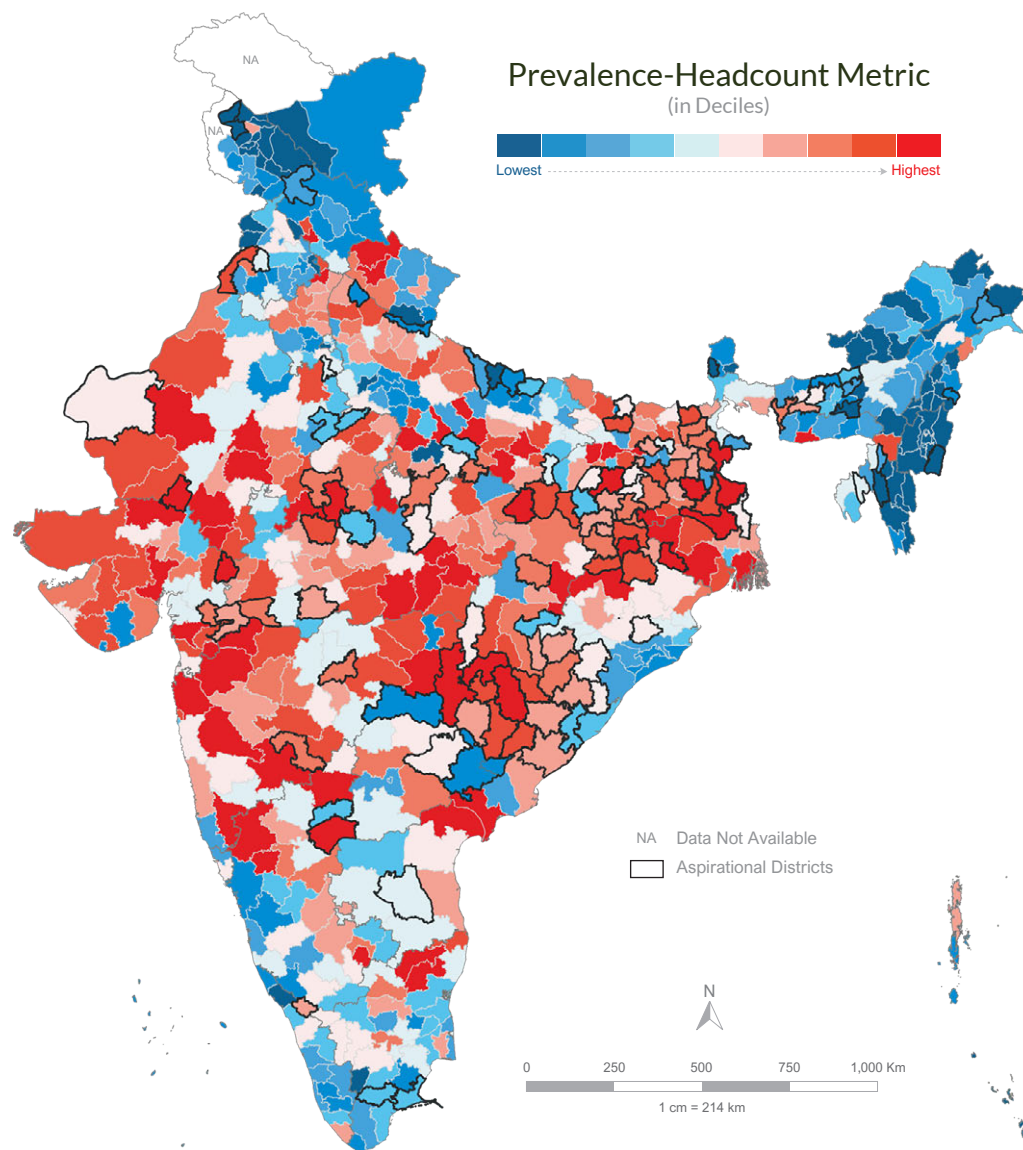 NA
Prevalence-Headcount Metric
(in Deciles)
NA
Lowest
Highest
NA Data Not Available
Aspirational Districts
N
0 250 500 750 1,000 Km
1 cm = 214 km